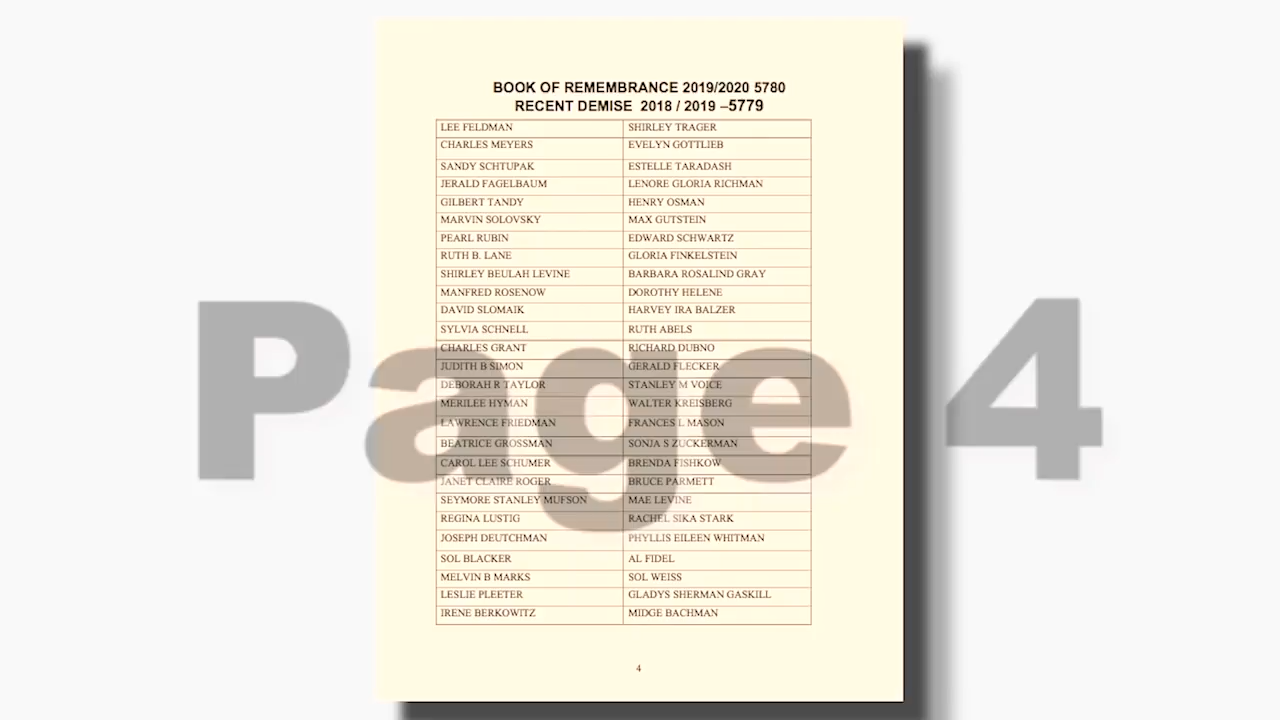 BOOK OF REMEMBRANCE 2019/2020 5780
RECENT DEMISE 2018 / 2019 –5779
LEE FELDMAN SHIRLEY TRAGER
CHARLES MEYERS EVELYN GOTTLIEB
SANDY SCHTUPAK ESTELLE TARADASH
JERALD FAGELBAUM LENORE GLORIA RICHMAN
GILBERT TANDY HENRY OSMAN
MARVIN SOLOVSKY MAX GUTSTEIN
PEARL RUBIN EDWARD SCHWARTZ
RUTH B. LANE GLORIA FINKELSTEIN
SHIRLEY BEULAH LEVINE BARBARA ROSALIND GRAY
MANFRED ROSENOW DOROTHY HELENE
DAVID SLOMAIK HARVEY IRA BALZER
SYLVIA SCHNELL RUTH ABELS
CHARLES GRANT RICHARD DUBNO
JUDITH B SIMON GERALD FLECKER
DEBORAH R TAYLOR STANLEY M VOICE
MERILEE HYMAN WALTER KREISBERG
LAWRENCE FRIEDMAN FRANCES L MASON
BEATRICE GROSSMAN SONJA S ZUCKERMAN
CAROL LEE SCHUMER BRENDA FISHKOW
JANET CLAIRE ROGER BRUCE PARMETT
SEYMORE STANLEY MUFSON MAE LEVINE
REGINA LUSTIG RACHEL SIKA STARK
JOSEPH DEUTCHMAN PHYLLIS EILEEN WHITMAN
SOL BLACKER AL FIDEL
MELVIN B MARKS SOL WEISS
LESLIE PLEETER GLADYS SHERMAN GASKILL
IRENE BERKOWITZ MIDGE BACHMAN
4
Page 4